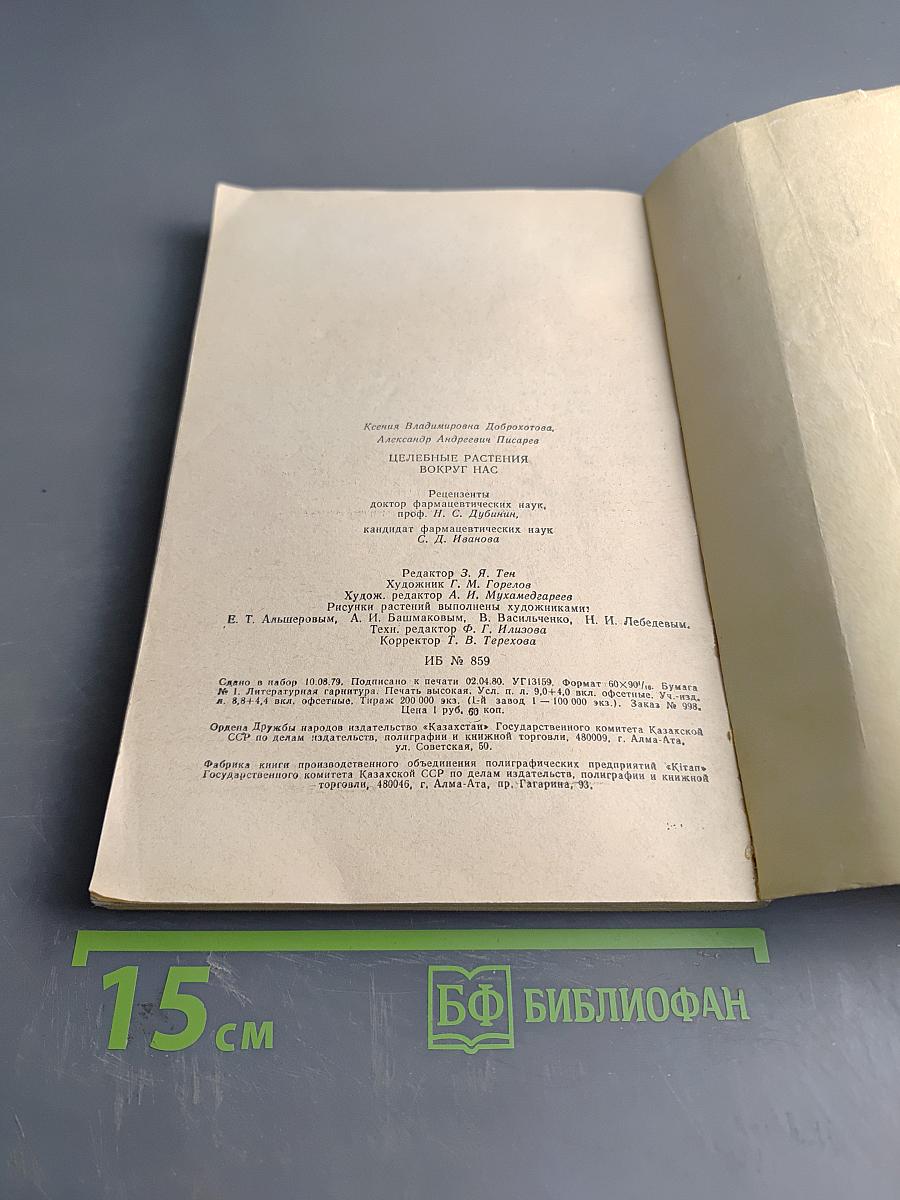 Ксения Владимировна Доброхотова,
Александр Андреевич Писарев
ЦЕЛЕБНЫЕ РАСТЕНИЯ
ВОКРУГ НАС
Рецензенты
доктор фармацевтических наук,
проф. Н. С. Дубинин,
кандидат фармацевтических наук
С. Д. Иванова
Редактор З. Я. Тен
Художник Г. М. Горелов
Худож. редактор А. И. Мухамедгареев
Рисунки растений выполнены художниками:
Е. Т. Альшеровым, А. И. Башмаковым, В. Васильченко, Н. И. Лебедевым.
Техн. редактор Ф. Г. Илизова
Корректор Т. В. Терехова
ИБ № 859
Сдано в набор 10.08.79. Подписано к печати 02.04.80. УГ13159. Формат 60×90¹/₁₆. Бумага
№ 1. Литературная гарнитура. Печать высокая. Усл. п. л. 9,0+4,0 вкл. офсетные. Уч.-изд.
л. 8,8+4,4 вкл. офсетные. Тираж 200 000 экз. (1-й завод 1—100 000 экз.). Заказ № 998.
Цена 1 руб. 60 коп.
Ордена Дружбы народов издательство «Казахстан» Государственного комитета Казахской
ССР по делам издательств, полиграфии и книжной торговли, 480009, г. Алма-Ата,
ул. Советская, 50.
Фабрика книги производственного объединения полиграфических предприятий «Кітап»
Государственного комитета Казахской ССР по делам издательств, полиграфии и книжной
торговли, 480046, г. Алма-Ата, пр. Гагарина, 93.
15 см
БФ БИБЛИОФАН